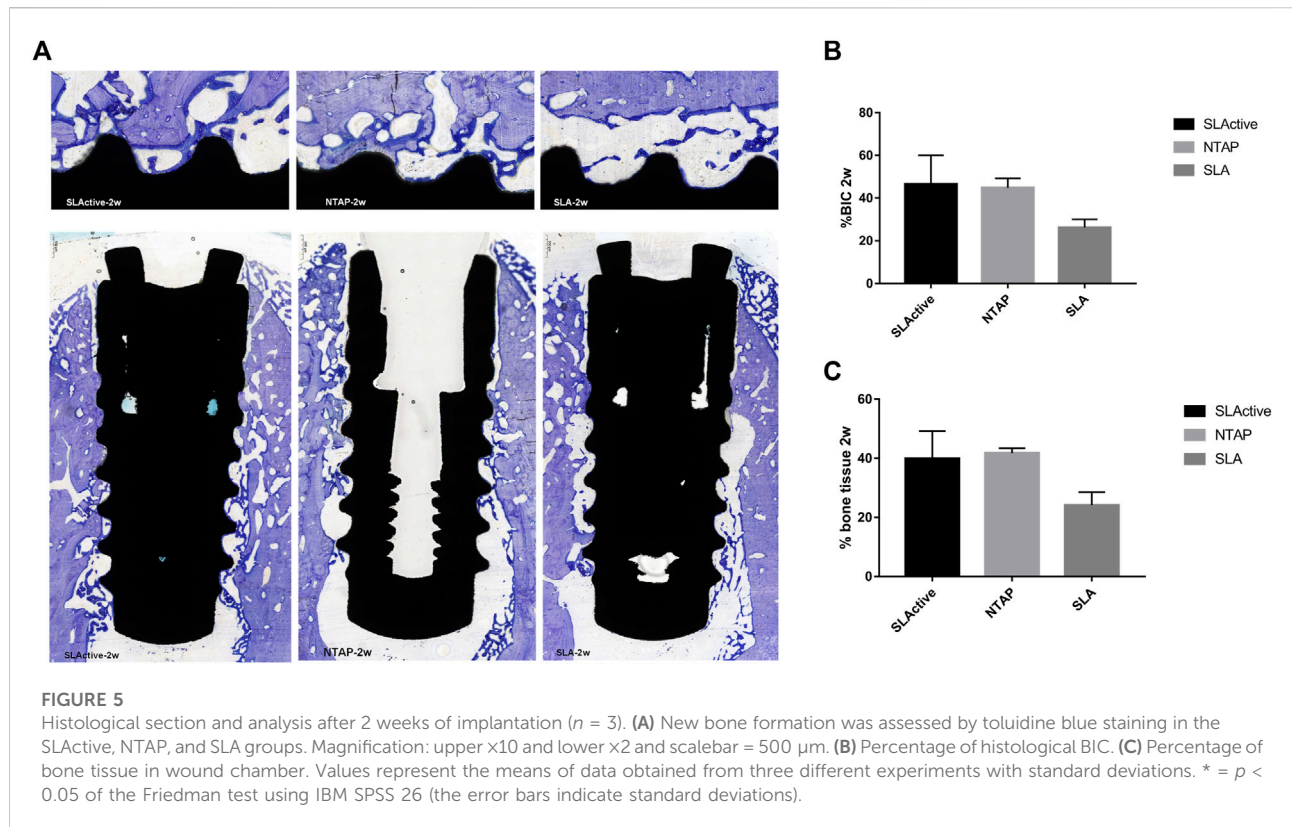 A
SLActive-2w
NTAP-2w
SLA-2w
SLActive-2w
NTAP-2w
SLA-2w
B
%BIC 2w
80
60
40
20
0
SLActive
NTAP
SLA
SLActive
NTAP
SLA
C
% bone tissue 2w
60
40
20
0
SLActive
NTAP
SLA
SLActive
NTAP
SLA
FIGURE 5
Histological section and analysis after 2 weeks of implantation (n = 3). (A) New bone formation was assessed by toluidine blue staining in the
SLActive, NTAP, and SLA groups. Magnification: upper ×10 and lower ×2 and scalebar = 500 μm. (B) Percentage of histological BIC. (C) Percentage of
bone tissue in wound chamber. Values represent the means of data obtained from three different experiments with standard deviations. * = p <
0.05 of the Friedman test using IBM SPSS 26 (the error bars indicate standard deviations).